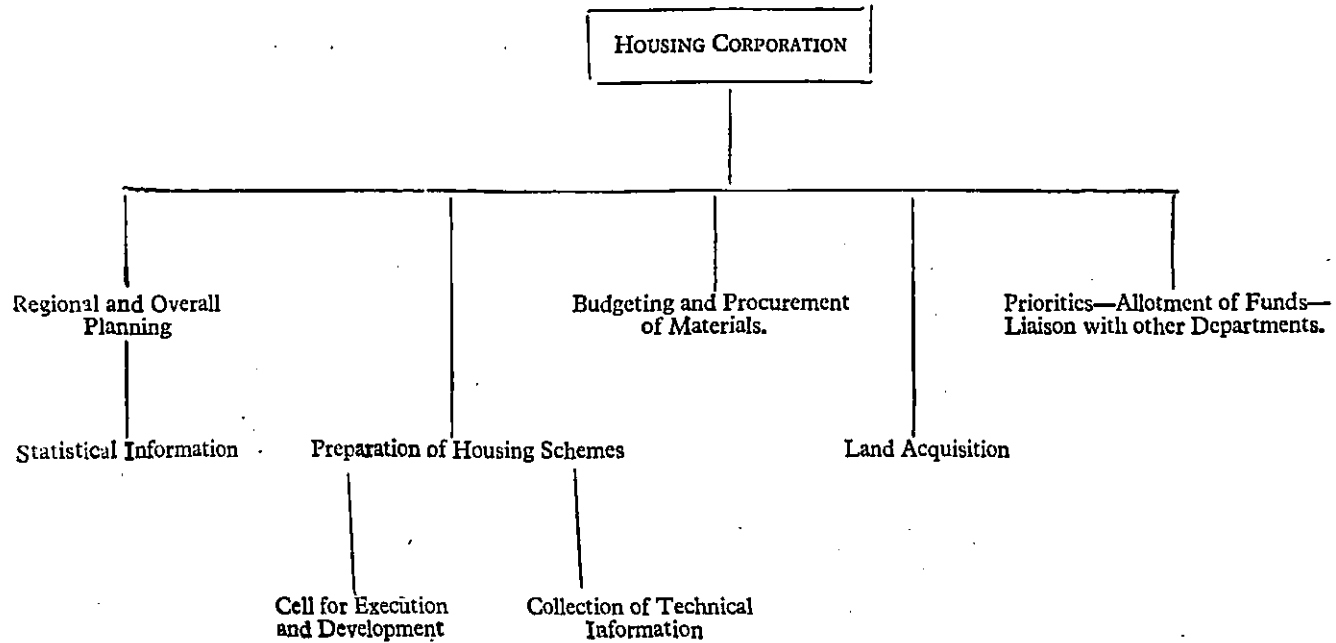 HOUSING CORPORATION
Regional and Overall
Planning
Budgeting and Procurement
of Materials.
Priorities—Allotment of Funds—
Liaison with other Departments.
Statistical Information
Preparation of Housing Schemes
Land Acquisition
Cell for Execution
and Development
Collection of Technical
Information